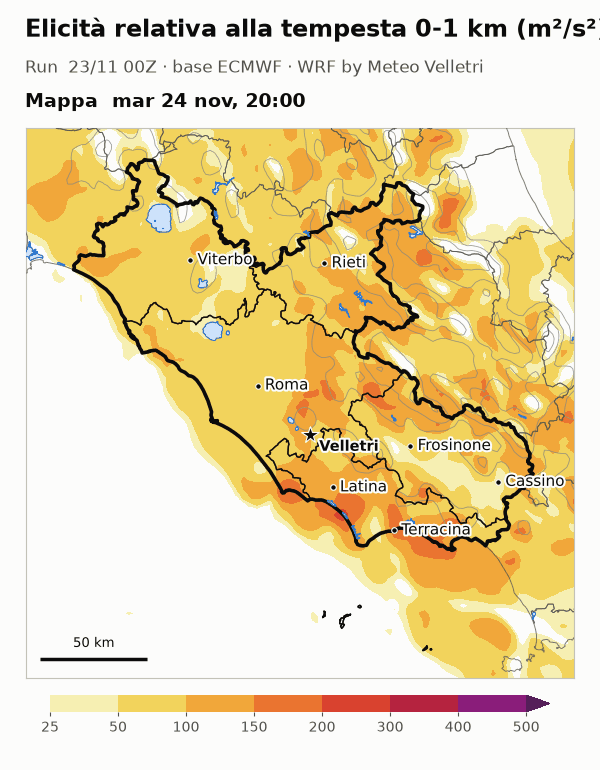 Elicità relativa alla tempesta 0-1 km (m²/s²)
Run  23/11 00Z · base ECMWF · WRF by Meteo Velletri
Mappa  mar 24 nov, 20:00
Viterbo
Rieti
Roma
Velletri
Frosinone
Latina
Cassino
Terracina
50 km
25 50 100 150 200 300 400 500